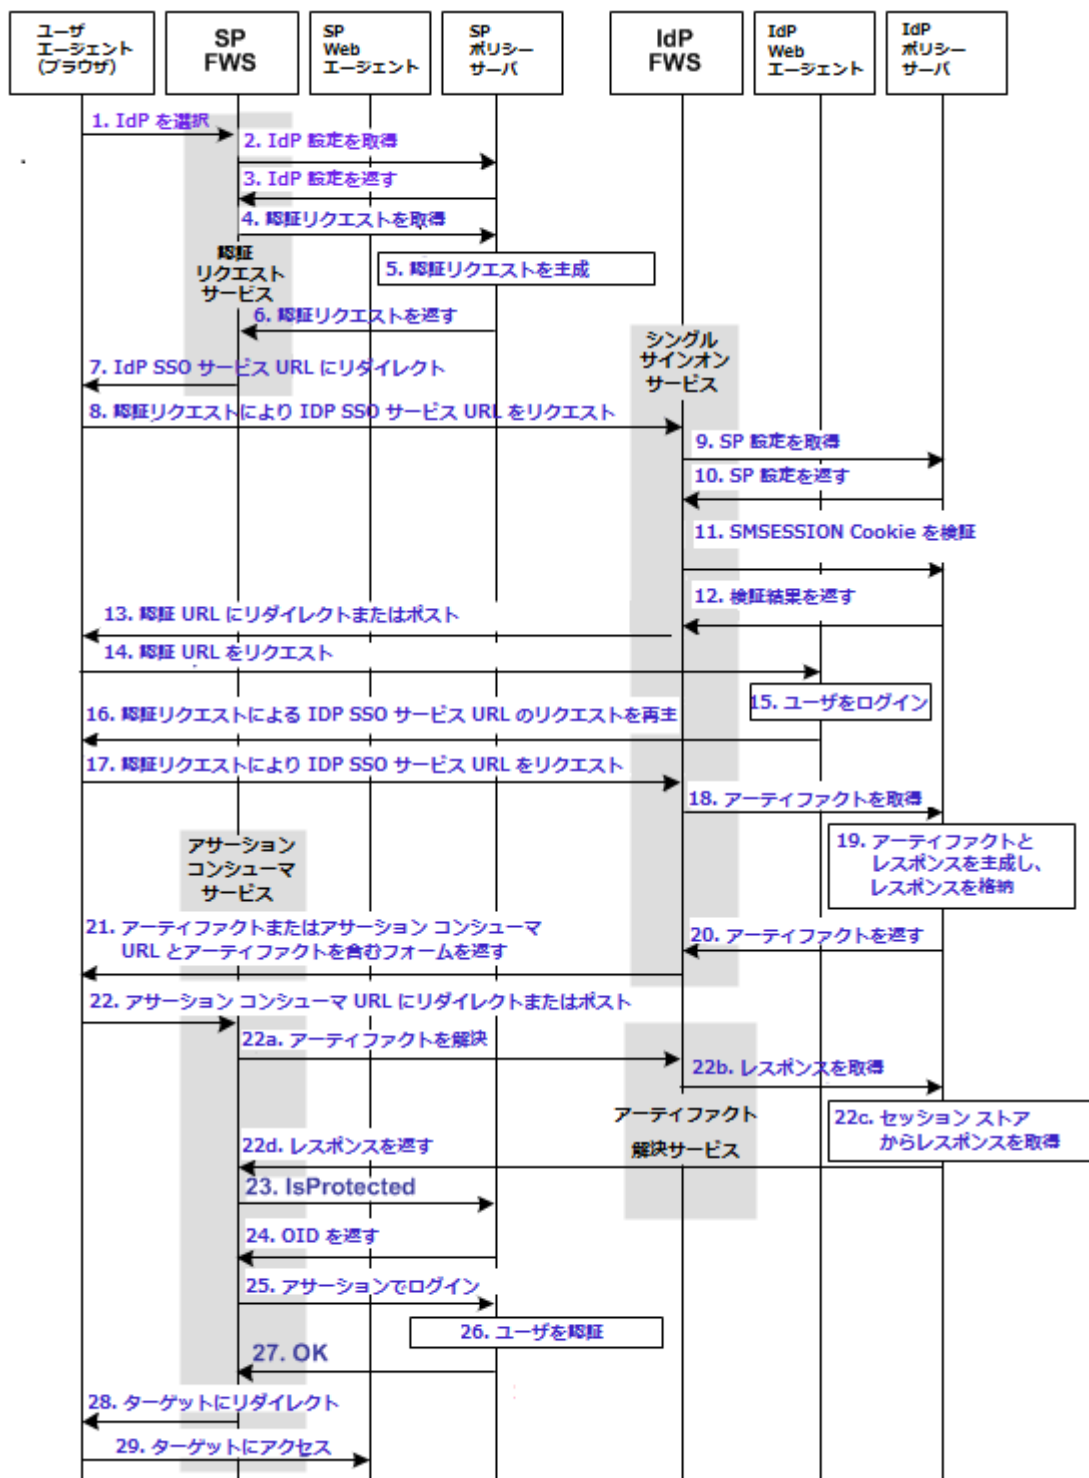 ユーザ
エージェント
(ブラウザ)
SP
FWS
SP
Web
エージェント
SP
ポリシー
サーバ
IdP
FWS
IdP
Web
エージェント
IdP
ポリシー
サーバ
1. IdP を選択
2. IdP 設定を取得
3. IdP 設定を返す
4. 認証リクエストを取得
認証
リクエスト
サービス
5. 認証リクエストを主成
6. 認証リクエストを返す
シングル
サインオン
サービス
7. IdP SSO サービス URL にリダイレクト
8. 認証リクエストにより IDP SSO サービス URL をリクエスト
9. SP 設定を取得
10. SP 設定を返す
11. SMSESSION Cookie を検証
12. 検証結果を返す
13. 認証 URL にリダイレクトまたはポスト
14. 認証 URL をリクエスト
15. ユーザをログイン
16. 認証リクエストによる IDP SSO サービス URL のリクエストを再主
17. 認証リクエストにより IDP SSO サービス URL をリクエスト
18. アーティファクトを取得
19. アーティファクトと
レスポンスを主成し、
レスポンスを格納
アサーション
コンシューマ
サービス
20. アーティファクトを返す
21. アーティファクトまたはアサーション コンシューマ
URL とアーティファクトを含むフォームを返す
22. アサーション コンシューマ URL にリダイレクトまたはポスト
22a. アーティファクトを解決
22b. レスポンスを取得
アーティファクト
解決サービス
22c. セッション ストア
からレスポンスを取得
22d. レスポンスを返す
23. IsProtected
24. OID を返す
25. アサーションでログイン
26. ユーザを認証
27. OK
28. ターゲットにリダイレクト
29. ターゲットにアクセス